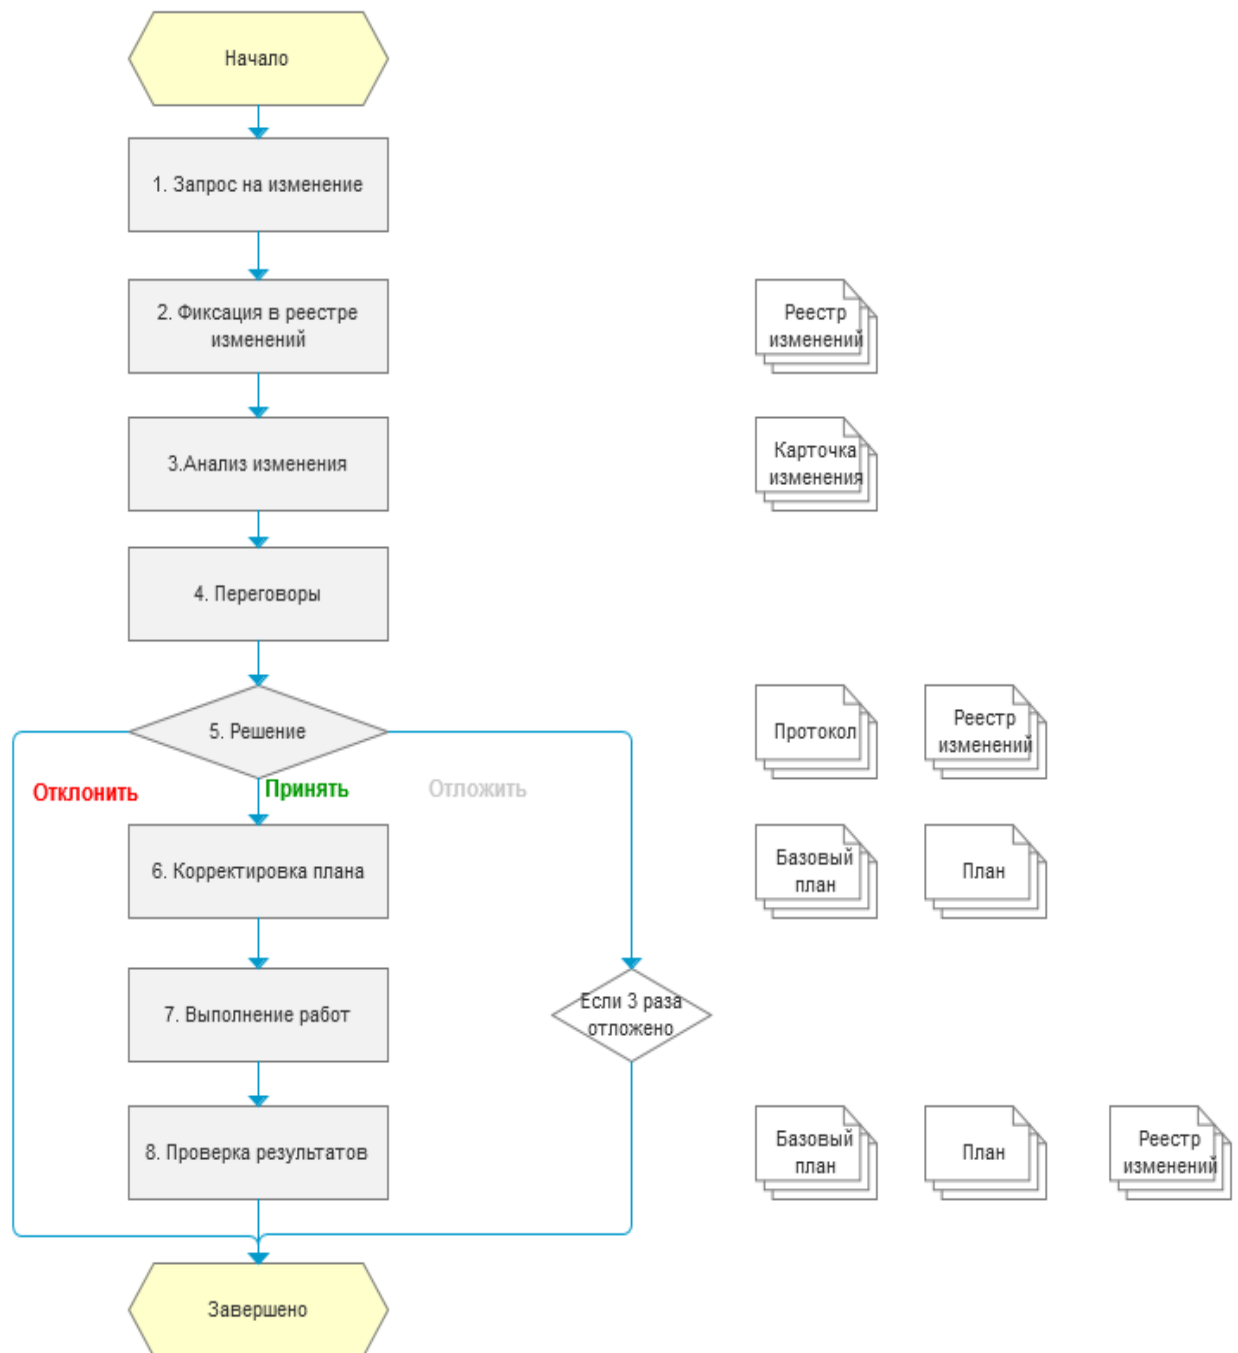 Начало
1. Запрос на изменение
2. Фиксация в реестре
изменений
Реестр
изменений
3.Анализ изменения
Карточка
изменения
4. Переговоры
5. Решение
Протокол
Реестр
изменений
Отклонить
Принять
Отложить
6. Корректировка плана
Базовый
план
План
7. Выполнение работ
Если 3 раза
отложено
8. Проверка результатов
Базовый
план
План
Реестр
изменений
Завершено